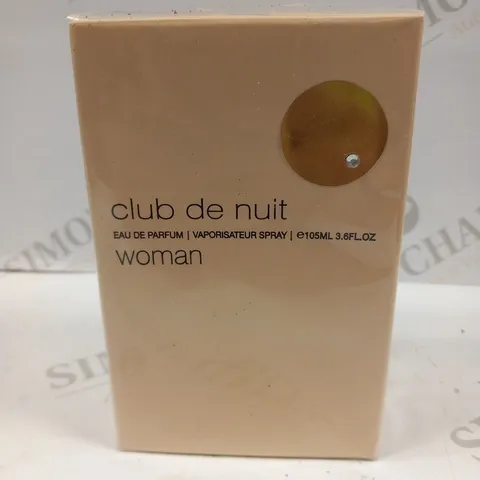 club de nuit
EAU DE PARFUM | VAPORISATEUR SPRAY | ℮105ML 3.6FL.OZ
woman